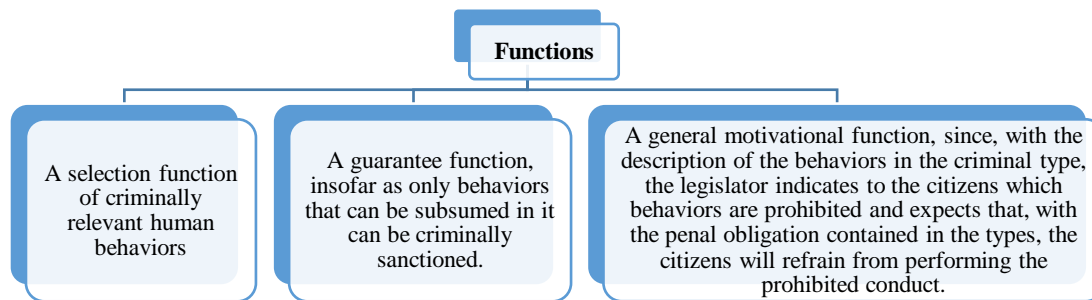 Functions
A selection function
of criminally
relevant human
behaviors
A guarantee function,
insofar as only behaviors
that can be subsumed in it
can be criminally
sanctioned.
A general motivational function, since, with the
description of the behaviors in the criminal type,
the legislator indicates to the citizens which
behaviors are prohibited and expects that, with
the penal obligation contained in the types, the
citizens will refrain from performing the
prohibited conduct.